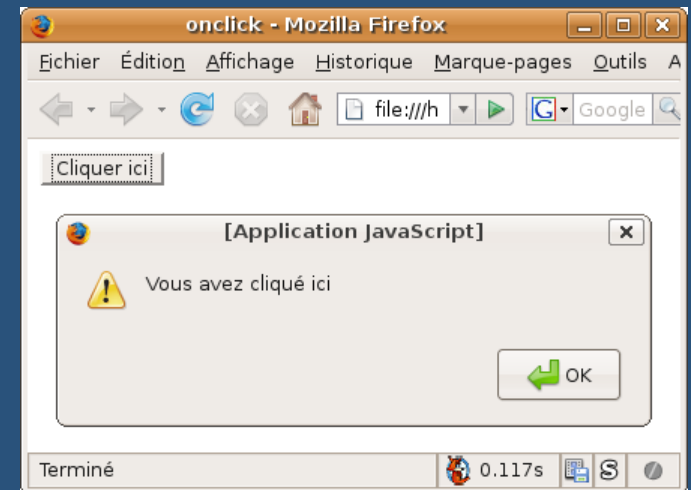 onclick - Mozilla Firefox
Fichier Édition Affichage Historique Marque-pages Outils A
file:///h G Google
Cliquer ici
[Application JavaScript]
Vous avez cliqué ici
OK
Terminé 0.117s S